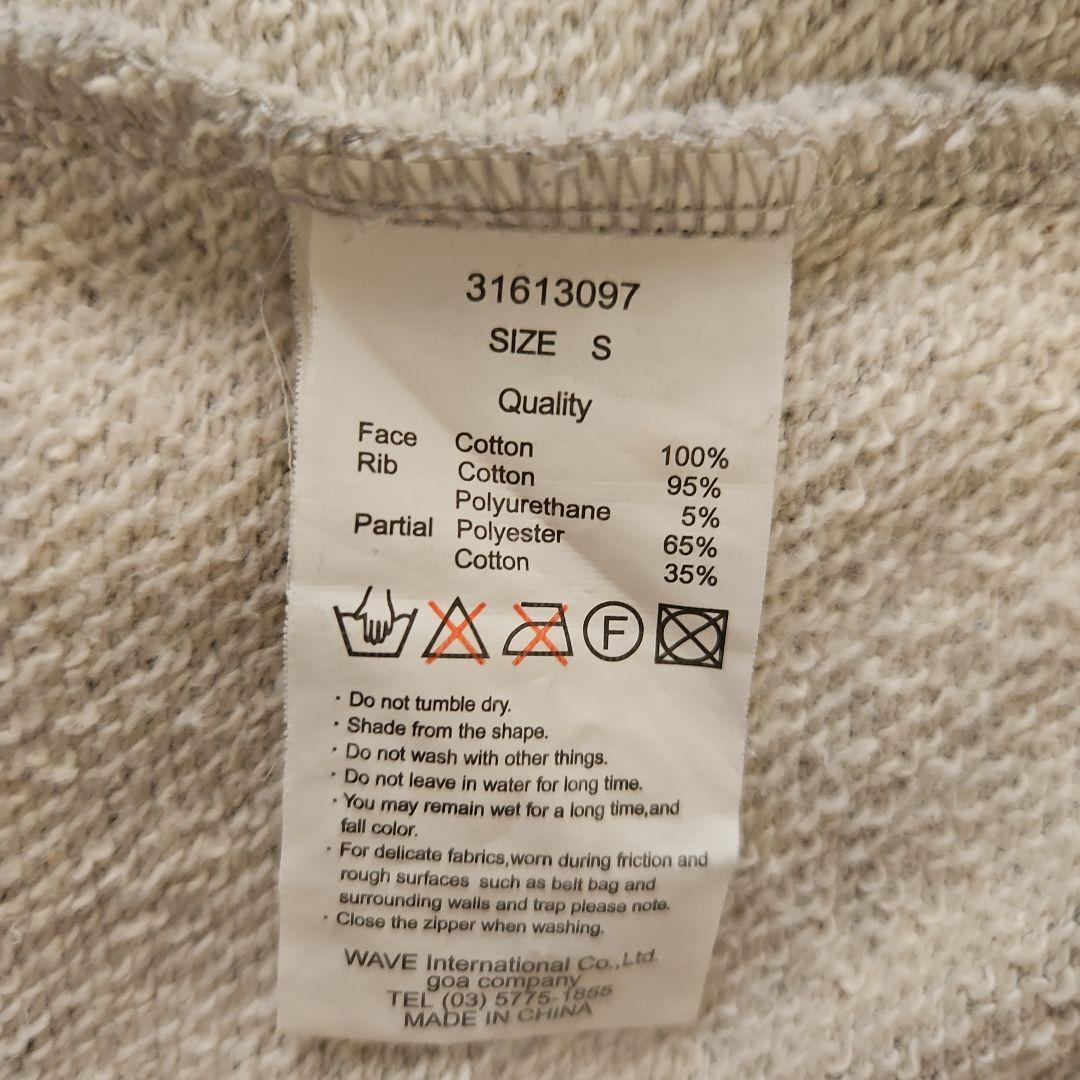 31613097
SIZE S
Quality
Face Cotton 100%
Rib Cotton 95%
Polyurethane 5%
Partial Polyester 65%
Cotton 35%
F
· Do not tumble dry.
· Shade from the shape.
· Do not wash with other things.
· Do not leave in water for long time.
· You may remain wet for a long time,and
fall color.
· For delicate fabrics,worn during friction and
rough surfaces such as belt bag and
surrounding walls and trap please note.
· Close the zipper when washing.
WAVE International Co.,Ltd.
goa company
TEL (03) 5775-1855
MADE IN CHINA